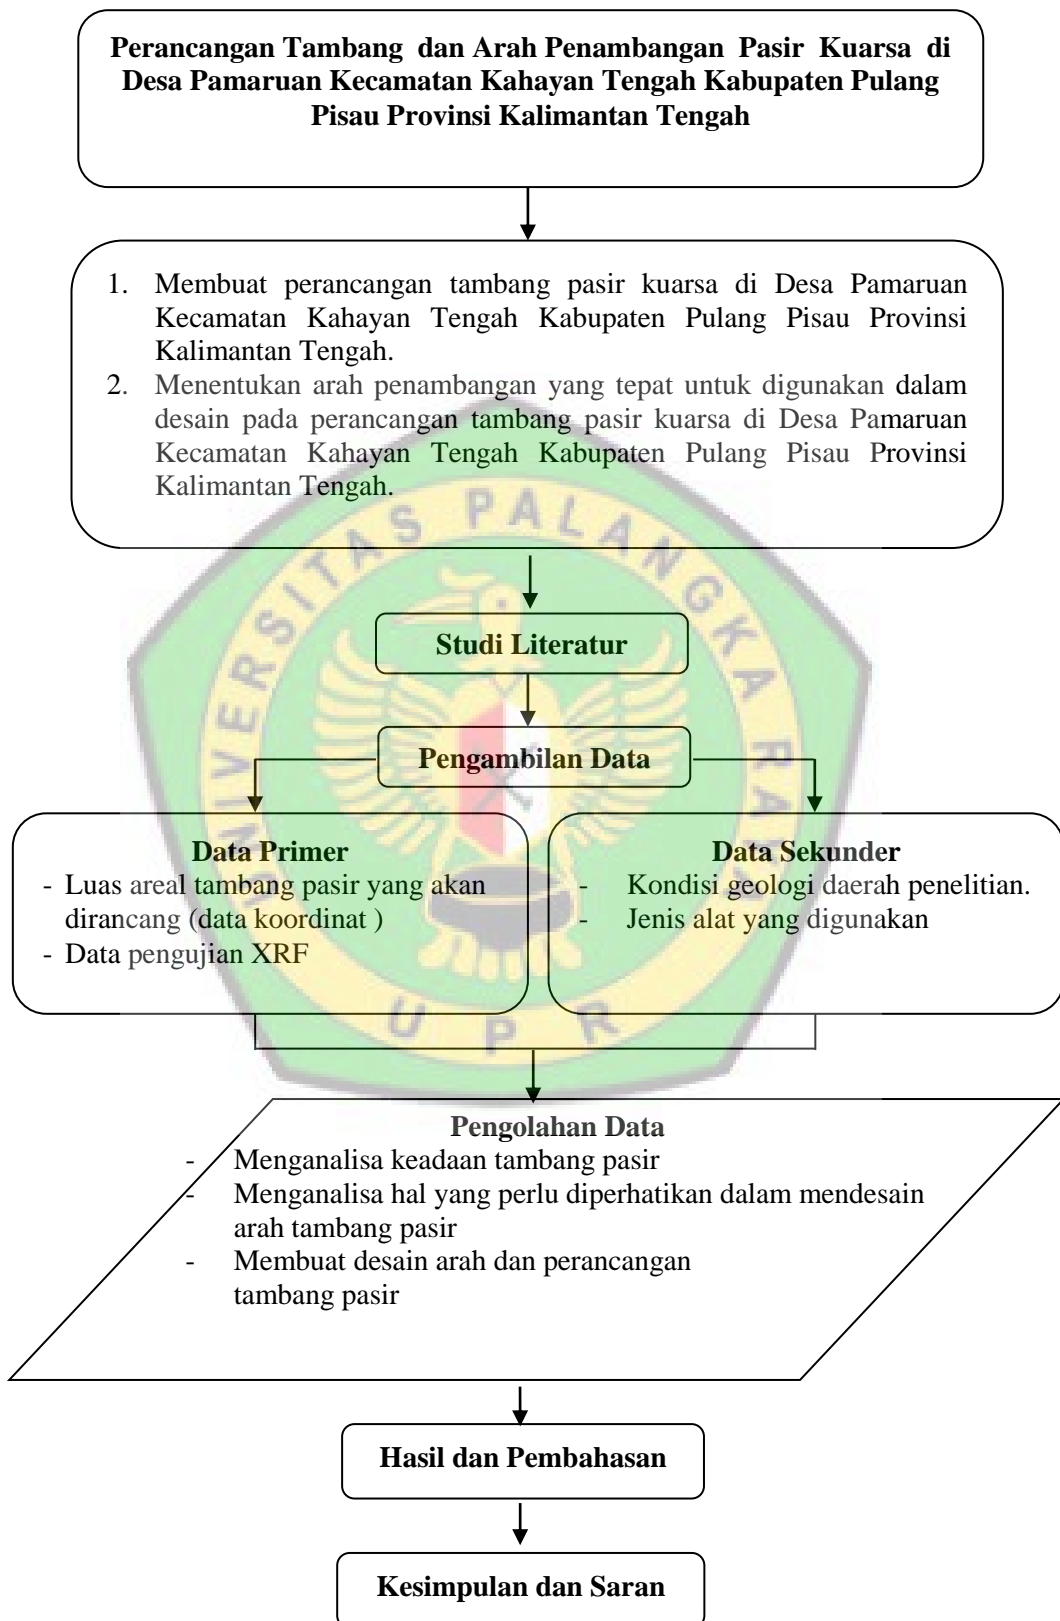 Perancangan Tambang dan Arah Penambangan Pasir Kuarsa di
Desa Pamaruan Kecamatan Kahayan Tengah Kabupaten Pulang
Pisau Provinsi Kalimantan Tengah
1. Membuat perancangan tambang pasir kuarsa di Desa Pamaruan
Kecamatan Kahayan Tengah Kabupaten Pulang Pisau Provinsi
Kalimantan Tengah.
2. Menentukan arah penambangan yang tepat untuk digunakan dalam
desain pada perancangan tambang pasir kuarsa di Desa Pamaruan
Kecamatan Kahayan Tengah Kabupaten Pulang Pisau Provinsi
Kalimantan Tengah.
UNIVERSITAS PALANGKA RAYA
Studi Literatur
Pengambilan Data
Data Primer
- Luas areal tambang pasir yang akan
dirancang (data koordinat )
- Data pengujian XRF
Data Sekunder
- Kondisi geologi daerah penelitian.
- Jenis alat yang digunakan
U P R
Pengolahan Data
- Menganalisa keadaan tambang pasir
- Menganalisa hal yang perlu diperhatikan dalam mendesain
arah tambang pasir
- Membuat desain arah dan perancangan
tambang pasir
Hasil dan Pembahasan
Kesimpulan dan Saran